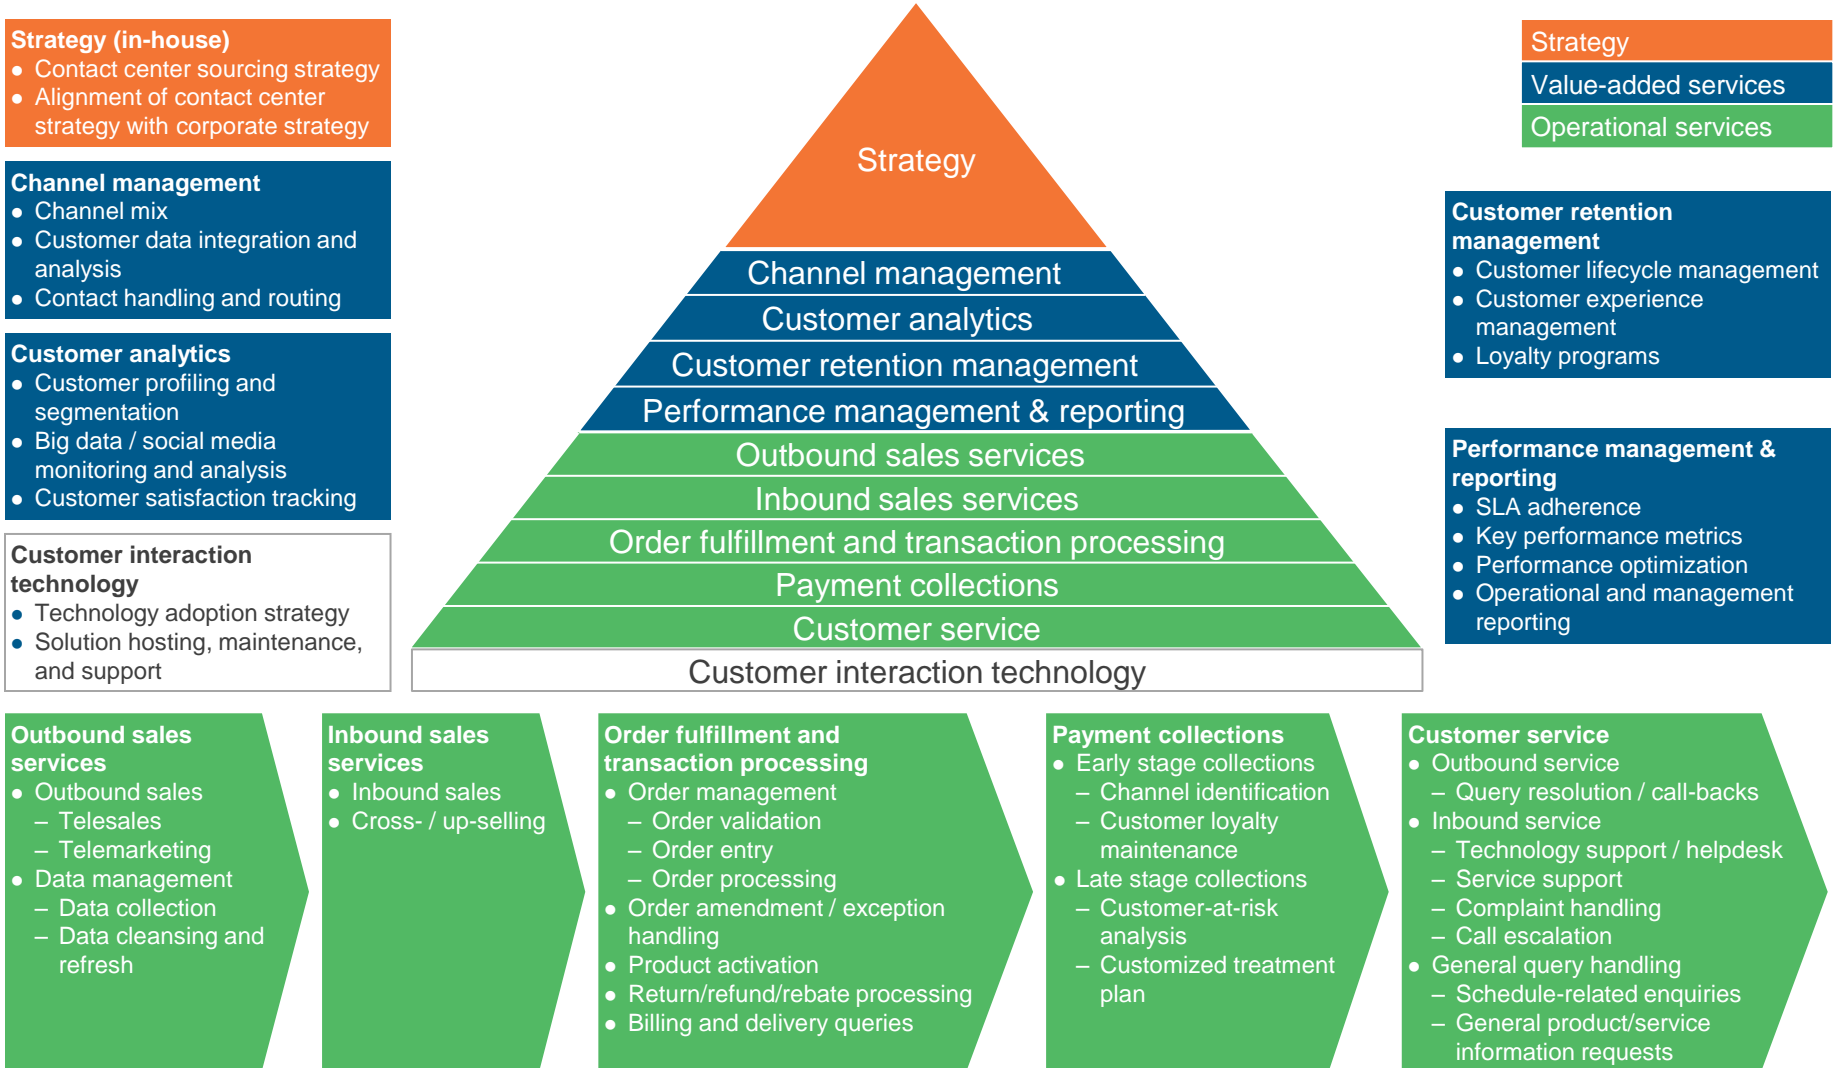 Strategy (in-house)
● Contact center sourcing strategy
● Alignment of contact center
strategy with corporate strategy
Channel management
● Channel mix
● Customer data integration and
analysis
● Contact handling and routing
Customer analytics
● Customer profiling and
segmentation
● Big data / social media
monitoring and analysis
● Customer satisfaction tracking
Customer interaction
technology
● Technology adoption strategy
● Solution hosting, maintenance,
and support
Strategy
Channel management
Customer analytics
Customer retention management
Performance management & reporting
Outbound sales services
Inbound sales services
Order fulfillment and transaction processing
Payment collections
Customer service
Customer interaction technology
Strategy
Value-added services
Operational services
Customer retention
management
● Customer lifecycle management
● Customer experience
management
● Loyalty programs
Performance management &
reporting
● SLA adherence
● Key performance metrics
● Performance optimization
● Operational and management
reporting
Outbound sales
services
● Outbound sales
– Telesales
– Telemarketing
● Data management
– Data collection
– Data cleansing and
refresh
Inbound sales
services
● Inbound sales
● Cross- / up-selling
Order fulfillment and
transaction processing
● Order management
– Order validation
– Order entry
– Order processing
● Order amendment / exception
handling
● Product activation
● Return/refund/rebate processing
● Billing and delivery queries
Payment collections
● Early stage collections
– Channel identification
– Customer loyalty
maintenance
● Late stage collections
– Customer-at-risk
analysis
– Customized treatment
plan
Customer service
● Outbound service
– Query resolution / call-backs
● Inbound service
– Technology support / helpdesk
– Service support
– Complaint handling
– Call escalation
● General query handling
– Schedule-related enquiries
– General product/service
information requests